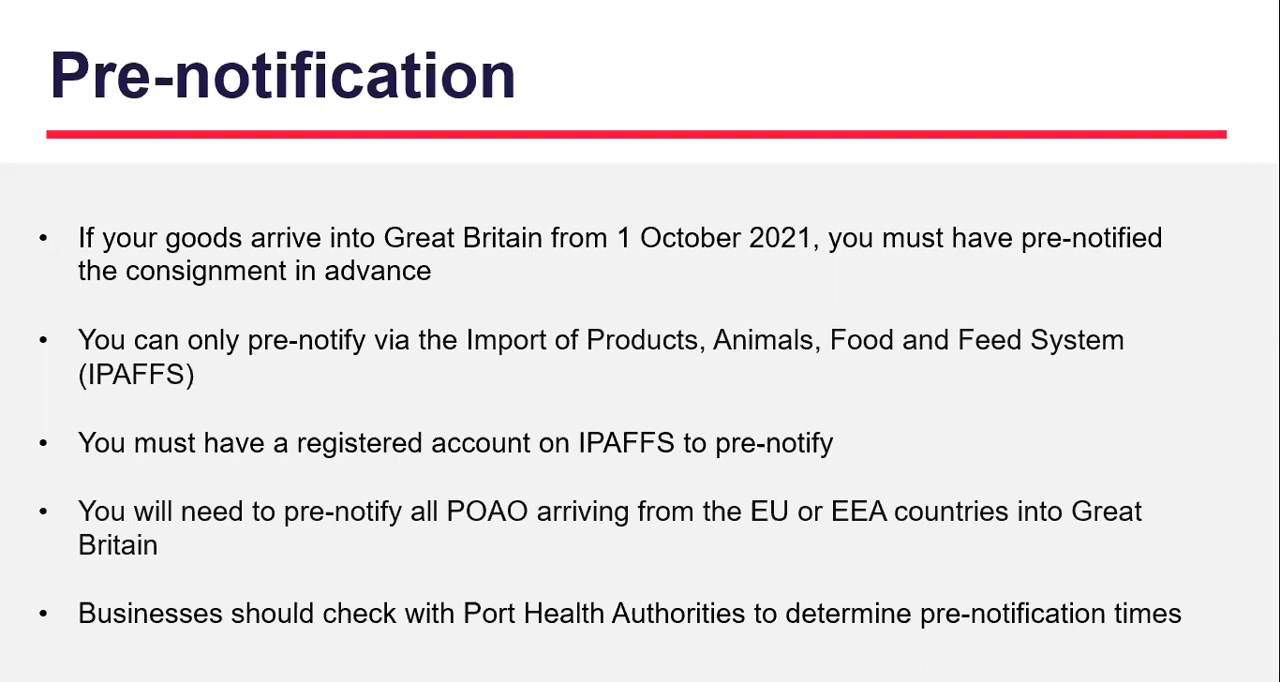 Pre-notification
• If your goods arrive into Great Britain from 1 October 2021, you must have pre-notified
the consignment in advance
• You can only pre-notify via the Import of Products, Animals, Food and Feed System
(IPAFFS)
• You must have a registered account on IPAFFS to pre-notify
• You will need to pre-notify all POAO arriving from the EU or EEA countries into Great
Britain
• Businesses should check with Port Health Authorities to determine pre-notification times